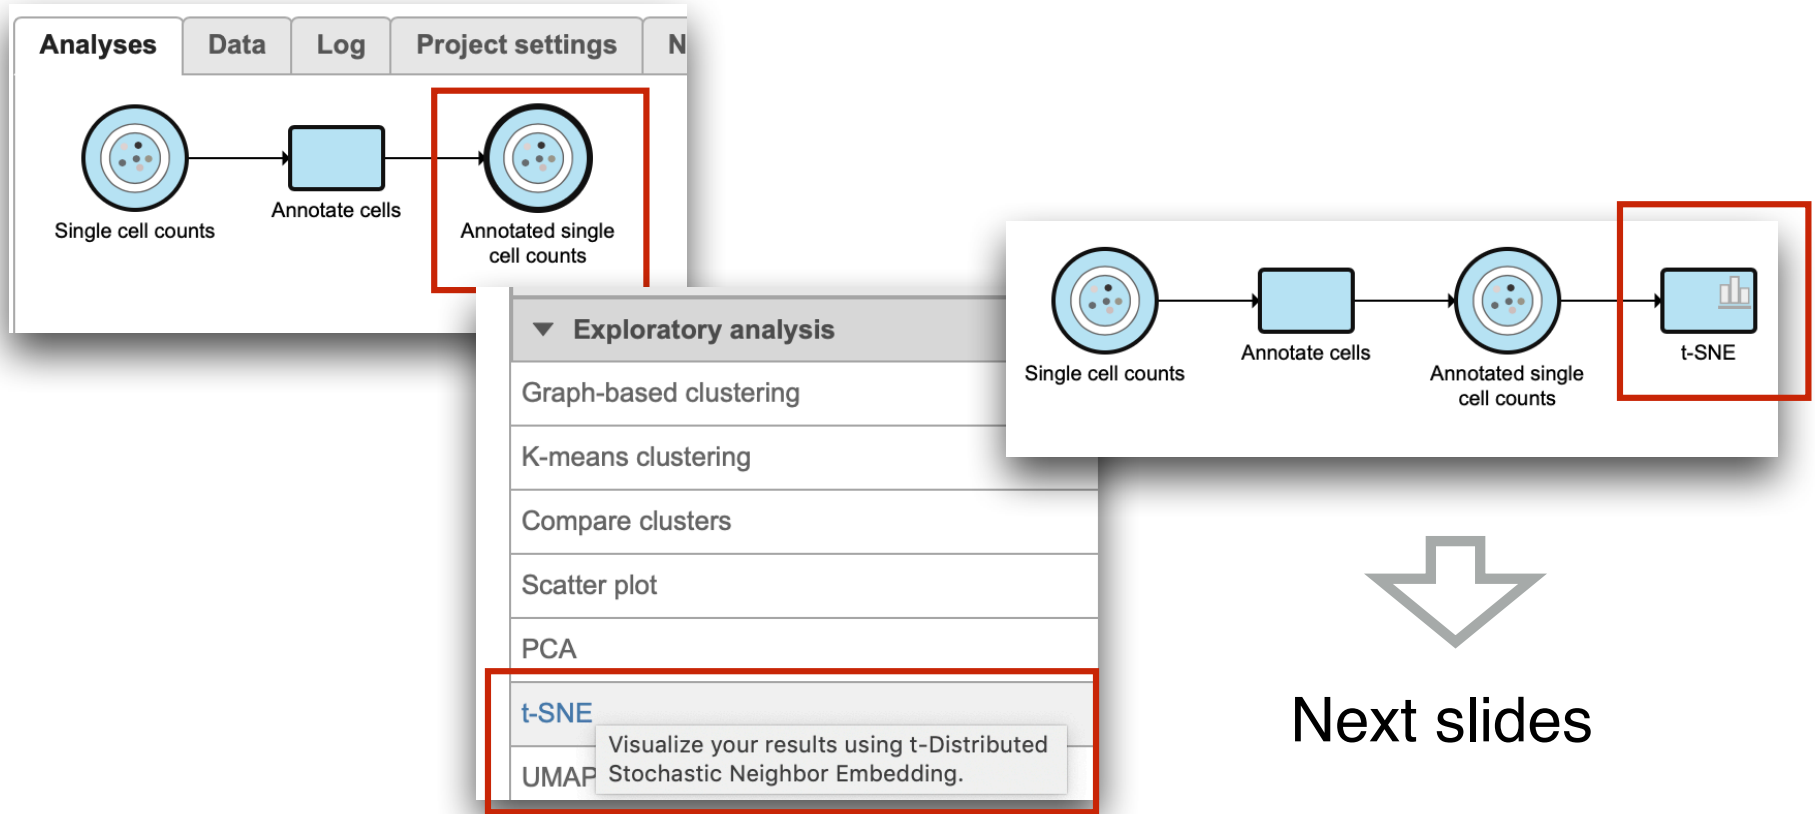 Analyses
Data
Log
Project settings
N
Single cell counts
Annotate cells
Annotated single
cell counts
Exploratory analysis
Graph-based clustering
K-means clustering
Compare clusters
Scatter plot
PCA
t-SNE
Visualize your results using t-Distributed
Stochastic Neighbor Embedding.
UMAP
Single cell counts
Annotate cells
Annotated single
cell counts
t-SNE
Next slides